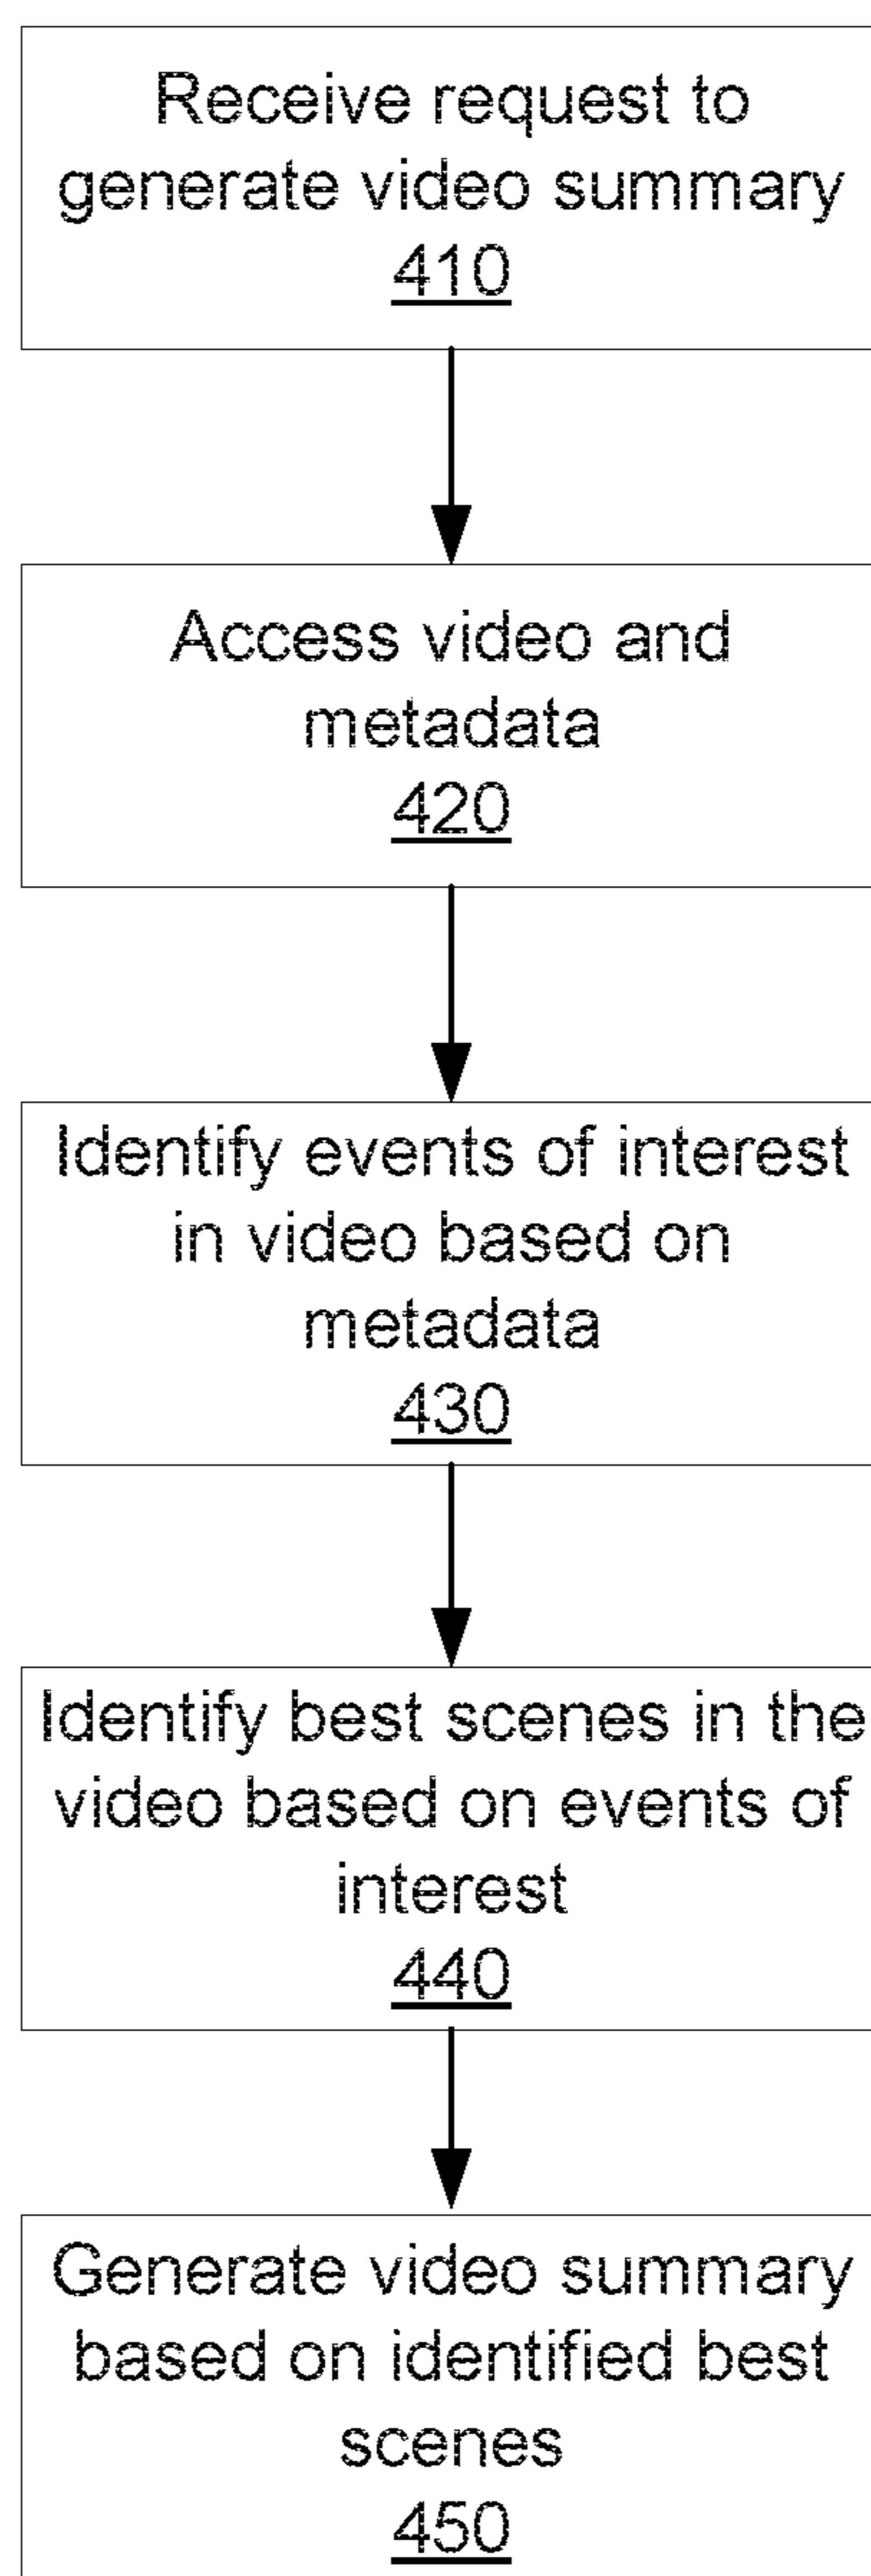 Receive request to
generate video summary
410
Access video and
metadata
420
Identify events of interest
in video based on
metadata
430
Identify best scenes in the
video based on events of
interest
440
Generate video summary
based on identified best
scenes
450